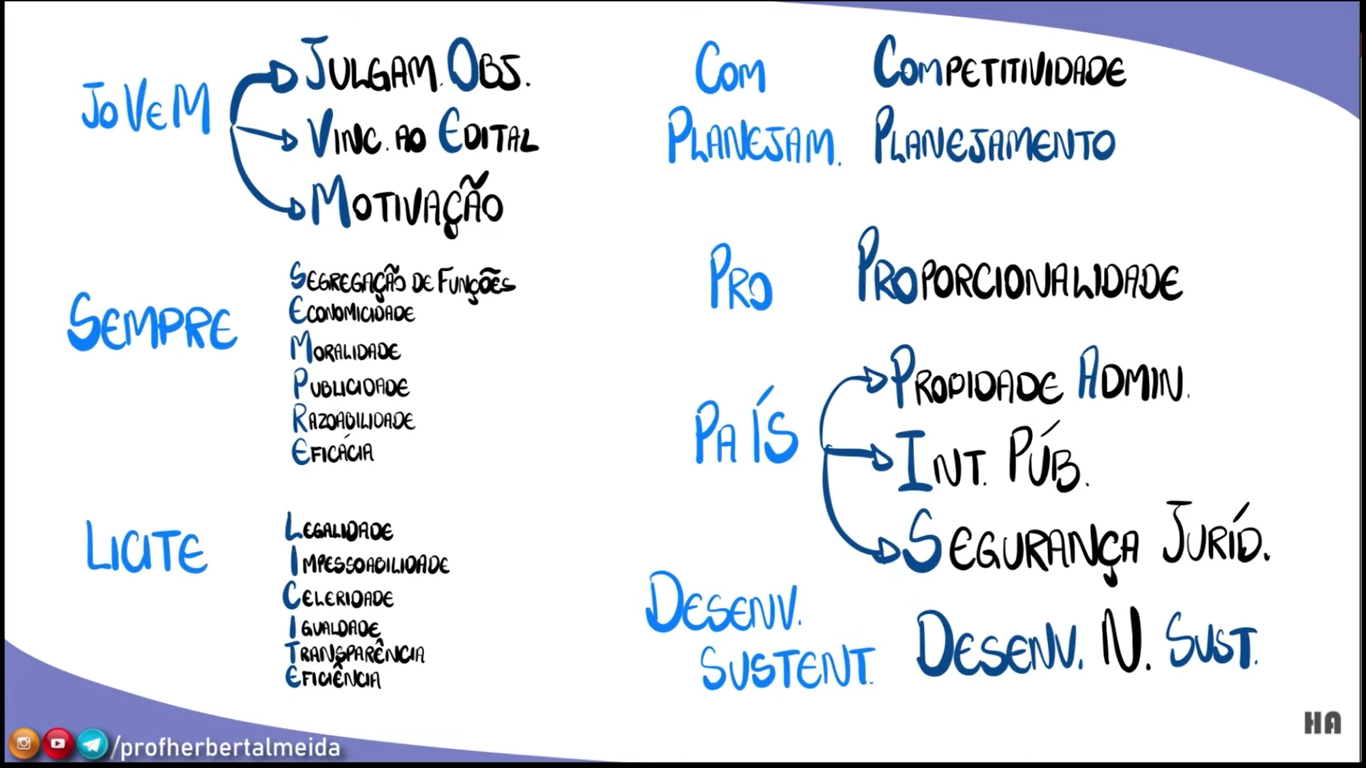 JOVEM
JULGAM. OBJ.
VINC. AO EDITAL
MOTIVAÇÃO
SEMPRE
SEGREGAÇÃO DE FUNÇÕES
ECONOMICIDADE
MORALIDADE
PUBLICIDADE
RAZOABILIDADE
EFICÁCIA
LICITE
LEGALIDADE
IMPESSOABILIDADE
CELERIDADE
IGUALDADE
TRANSPARÊNCIA
EFICIÊNCIA
COM COMPETITIVIDADE
PLANEJAM. PLANEJAMENTO
PRO PROPORCIONALIDADE
PAÍS
PROPIDADE ADMIN.
INT. PÚB.
SEGURANÇA JURÍD.
DESENV.
SUSTENT.
DESENV. N. SUST.
/profherbertalmeida
HA